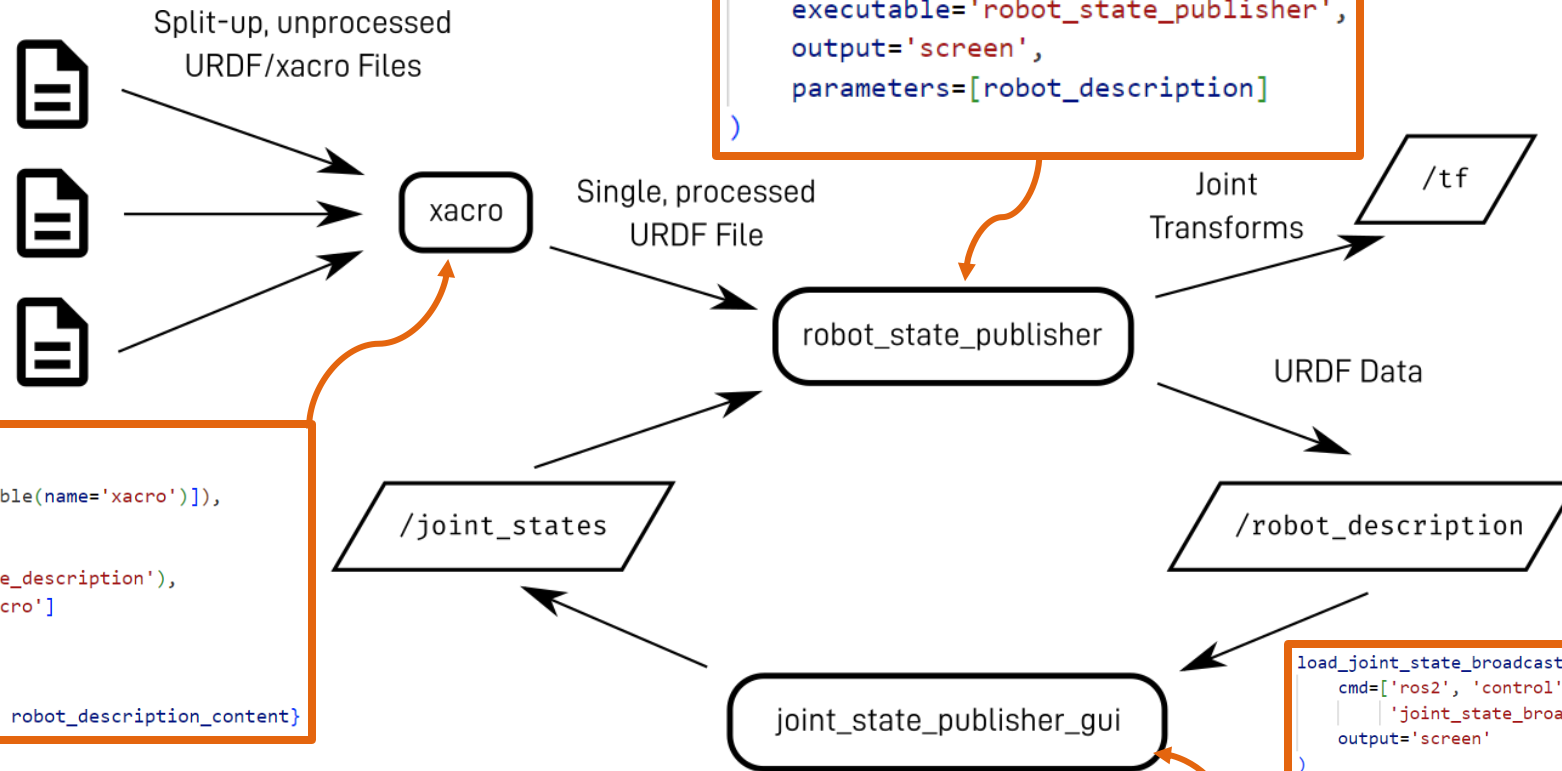 Split-up, unprocessed
URDF/xacro Files
executable='robot_state_publisher',
output='screen',
parameters=[robot_description]
)
xacro
Single, processed
URDF File
Joint
Transforms
/tf
robot_state_publisher
URDF Data
ble(name='xacro')]),
e_description'),
cro']
robot_description_content}
/joint_states
/robot_description
joint_state_publisher_gui
load_joint_state_broadcast
cmd=['ros2', 'control'
'joint_state_broa
output='screen'
)